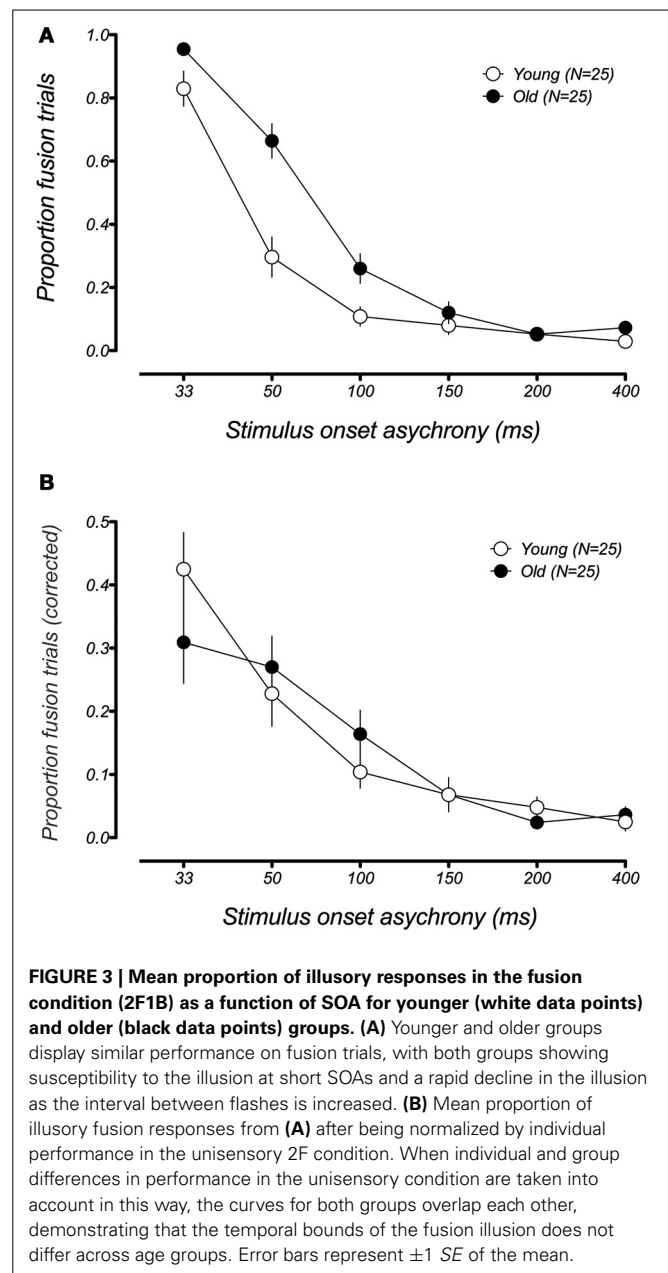 A
1.0
0.8
0.6
0.4
0.2
0.0
Proportion fusion trials
Young (N=25)
Old (N=25)
33 50 100 150 200 400
Stimulus onset asychrony (ms)
B
0.5
0.4
0.3
0.2
0.1
0.0
Proportion fusion trials (corrected)
Young (N=25)
Old (N=25)
33 50 100 150 200 400
Stimulus onset asychrony (ms)
FIGURE 3 | Mean proportion of illusory responses in the fusion
condition (2F1B) as a function of SOA for younger (white data points)
and older (black data points) groups. (A) Younger and older groups
display similar performance on fusion trials, with both groups showing
susceptibility to the illusion at short SOAs and a rapid decline in the illusion
as the interval between flashes is increased. (B) Mean proportion of
illusory fusion responses from (A) after being normalized by individual
performance in the unisensory 2F condition. When individual and group
differences in performance in the unisensory condition are taken into
account in this way, the curves for both groups overlap each other,
demonstrating that the temporal bounds of the fusion illusion does not
differ across age groups. Error bars represent ±1 SE of the mean.